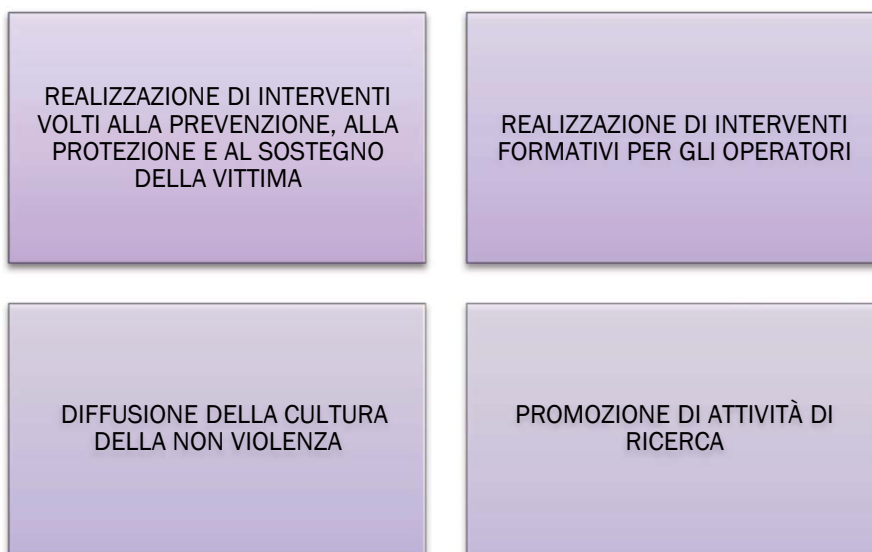 REALIZZAZIONE DI INTERVENTI
VOLTI ALLA PREVENZIONE, ALLA
PROTEZIONE E AL SOSTEGNO
DELLA VITTIMA
REALIZZAZIONE DI INTERVENTI
FORMATIVI PER GLI OPERATORI
DIFFUSIONE DELLA CULTURA
DELLA NON VIOLENZA
PROMOZIONE DI ATTIVITÀ DI
RICERCA